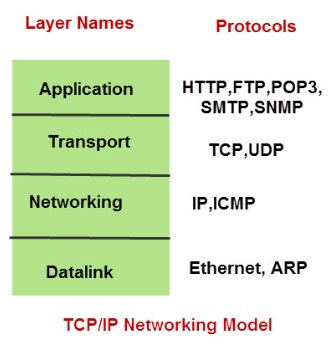 Layer Names Protocols
Application HTTP,FTP,POP3,
SMTP,SNMP
Transport TCP,UDP
Networking IP,ICMP
Datalink Ethernet, ARP
TCP/IP Networking Model